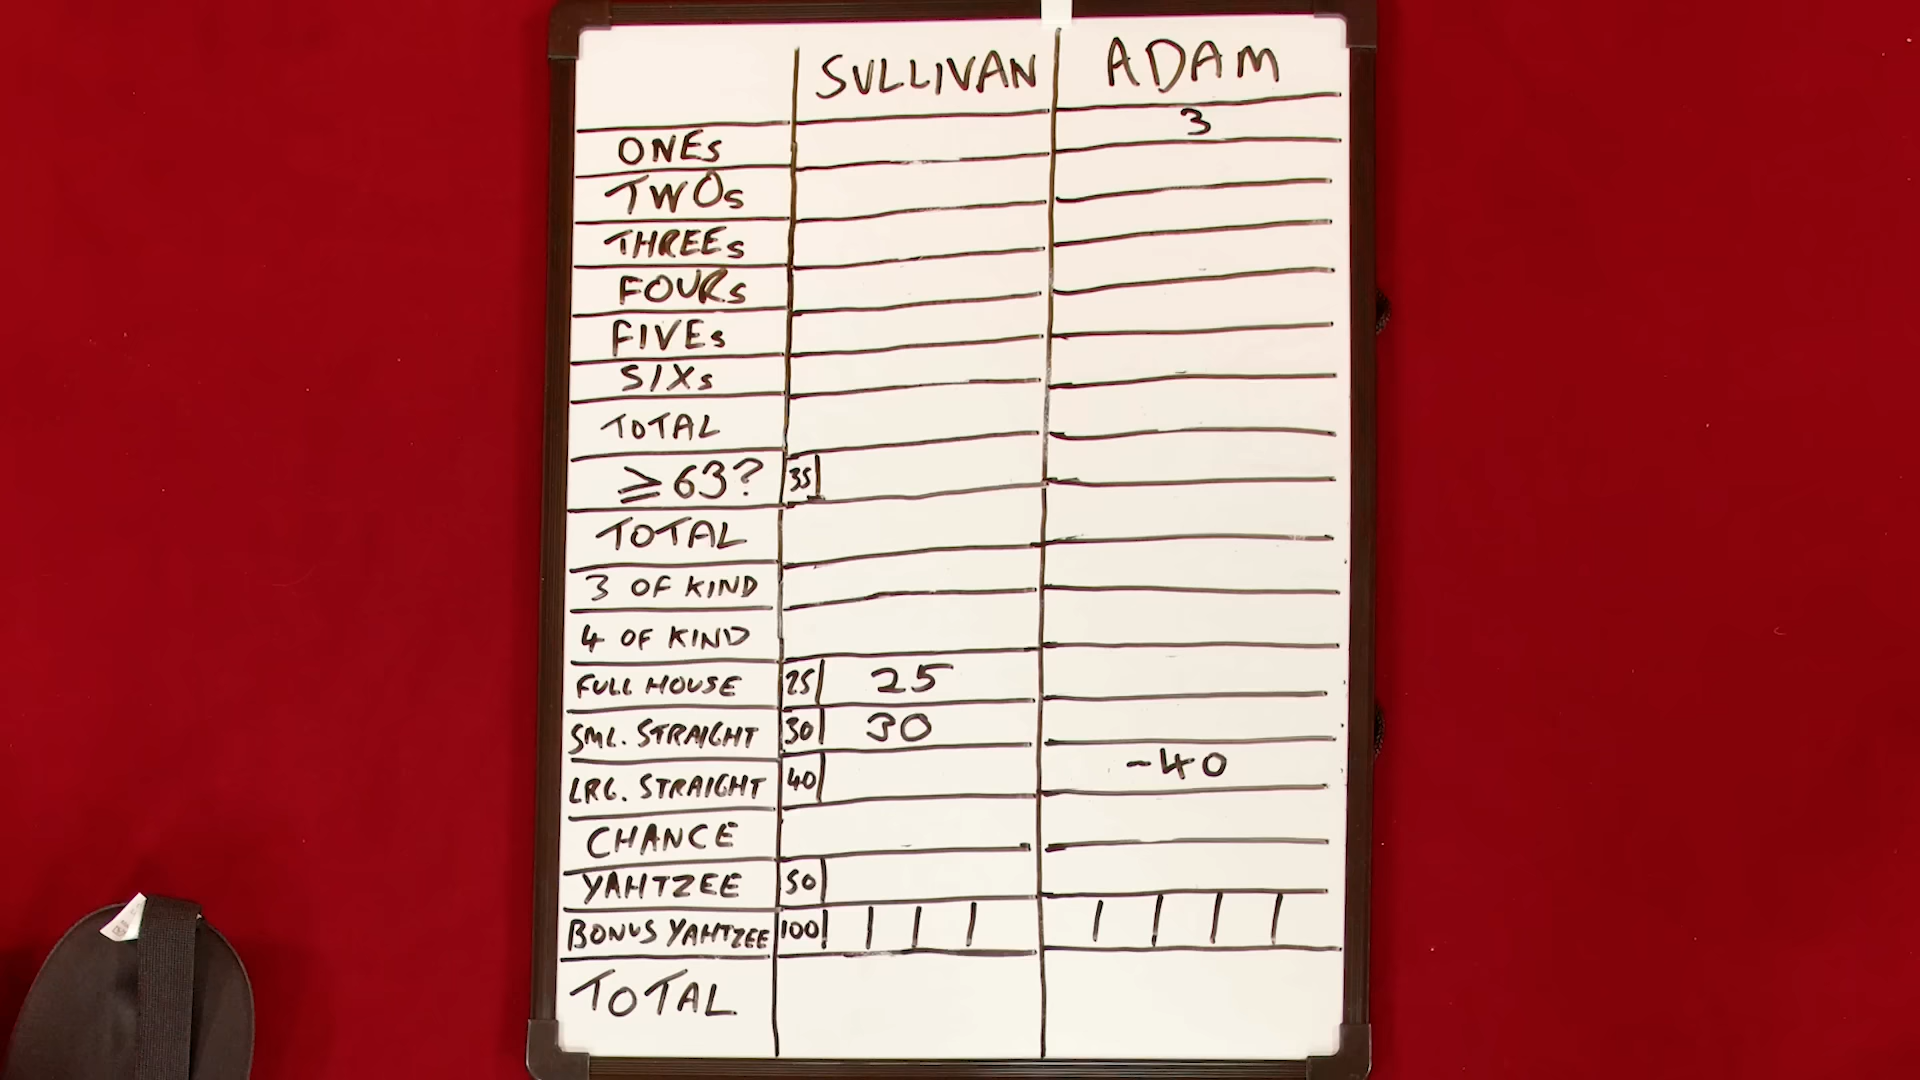 SULLIVAN ADAM
ONEs 3
TWOs
THREEs
FOURs
FIVEs
SIXs
TOTAL
≥63? 35
TOTAL
3 OF KIND
4 OF KIND
FULL HOUSE 25 25
SML. STRAIGHT 30 30
LRG. STRAIGHT 40 -40
CHANCE
YAHTZEE 50
BONUS YAHTZEE 100
TOTAL